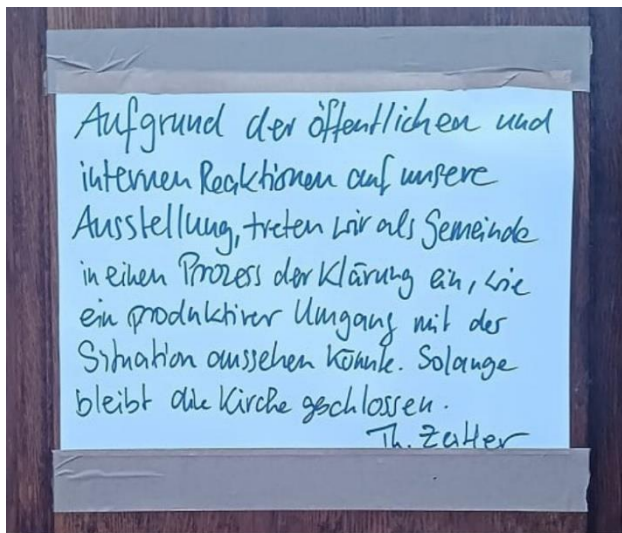 Aufgrund der öffentlichen und
internen Reaktionen auf unsere
Ausstellung, treten wir als Gemeinde
in einen Prozess der Klärung ein, wie
ein produktiver Umgang mit der
Situation aussehen könnte. Solange
bleibt die Kirche geschlossen.
Th. Zeitler